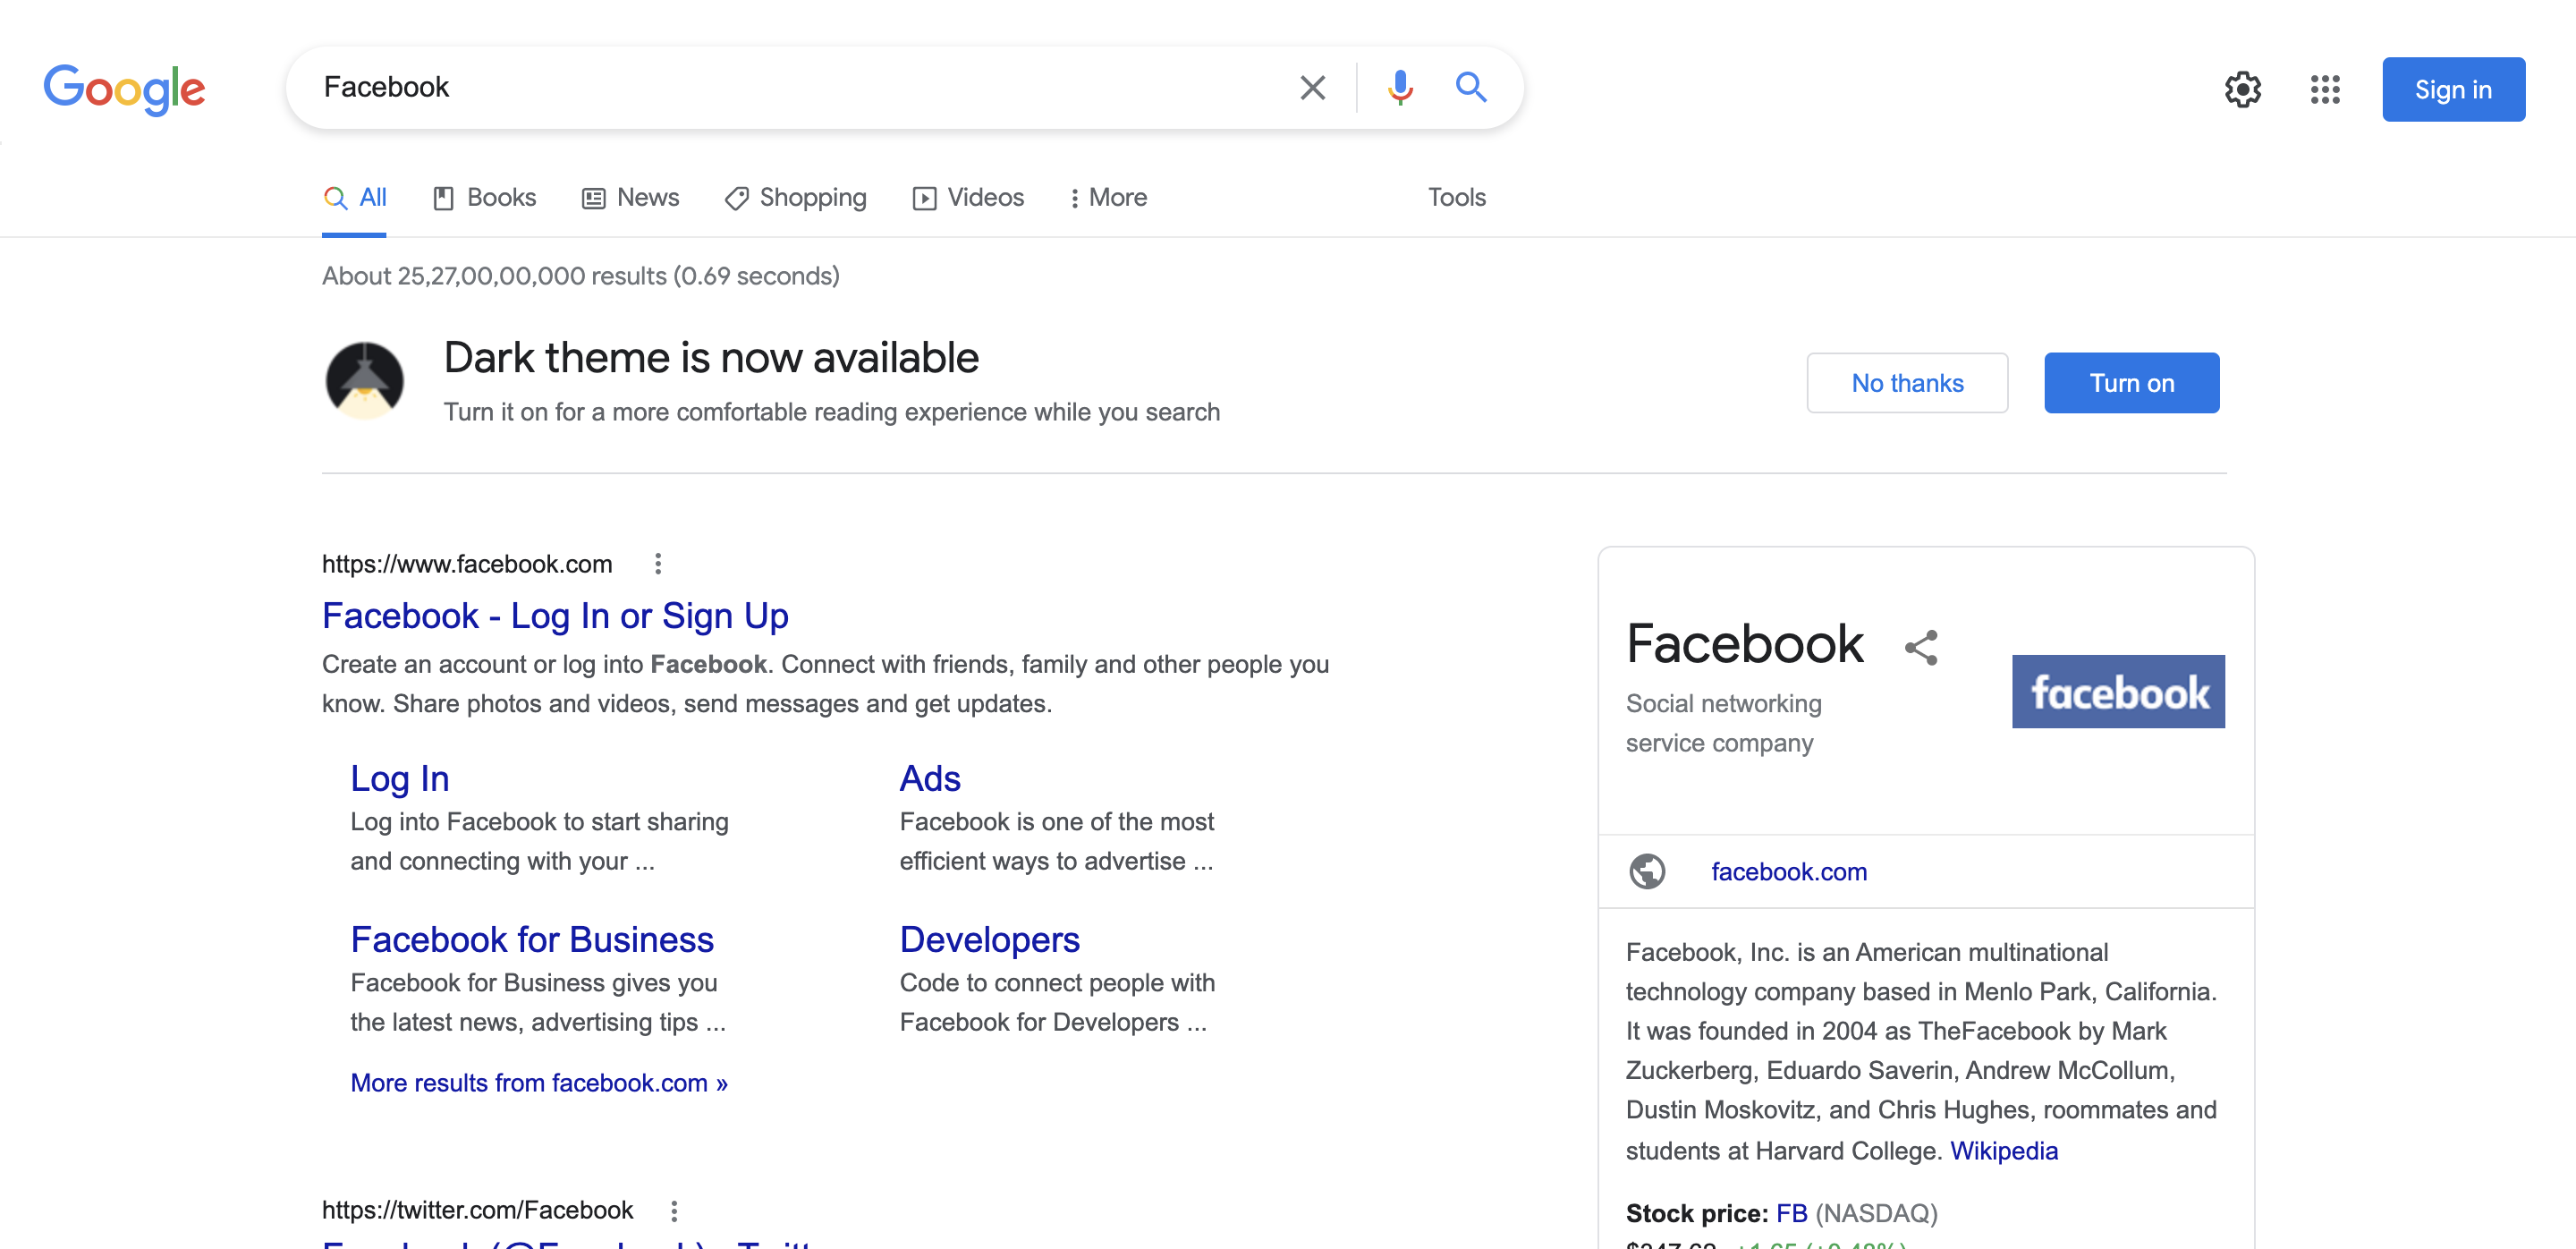 Google
Facebook
Sign in
All
Books
News
Shopping
Videos
More
Tools
About 25,27,00,00,000 results (0.69 seconds)
Dark theme is now available
Turn it on for a more comfortable reading experience while you search
No thanks
Turn on
https://www.facebook.com
Facebook - Log In or Sign Up
Create an account or log into Facebook. Connect with friends, family and other people you
know. Share photos and videos, send messages and get updates.
Log In
Log into Facebook to start sharing
and connecting with your ...
Ads
Facebook is one of the most
efficient ways to advertise ...
Facebook for Business
Facebook for Business gives you
the latest news, advertising tips ...
Developers
Code to connect people with
Facebook for Developers ...
More results from facebook.com »
https://twitter.com/Facebook
Facebook
Social networking
service company
facebook
facebook.com
Facebook, Inc. is an American multinational
technology company based in Menlo Park, California.
It was founded in 2004 as TheFacebook by Mark
Zuckerberg, Eduardo Saverin, Andrew McCollum,
Dustin Moskovitz, and Chris Hughes, roommates and
students at Harvard College. Wikipedia
Stock price: FB (NASDAQ)